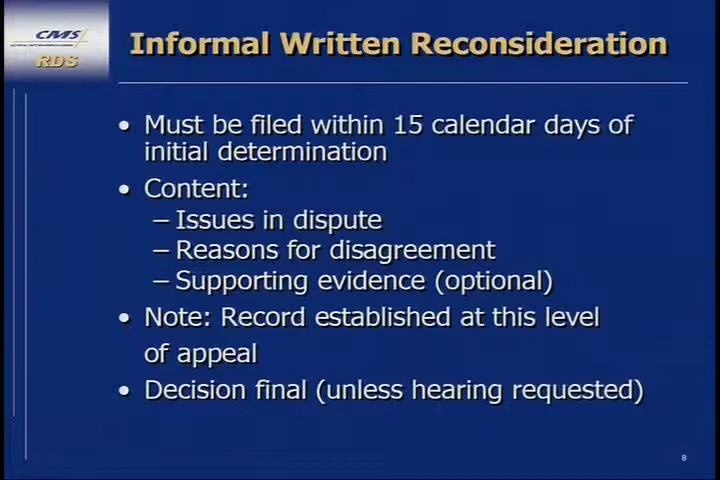 CMS
RDS
Informal Written Reconsideration
• Must be filed within 15 calendar days of
initial determination
• Content:
– Issues in dispute
– Reasons for disagreement
– Supporting evidence (optional)
• Note: Record established at this level
of appeal
• Decision final (unless hearing requested)
8